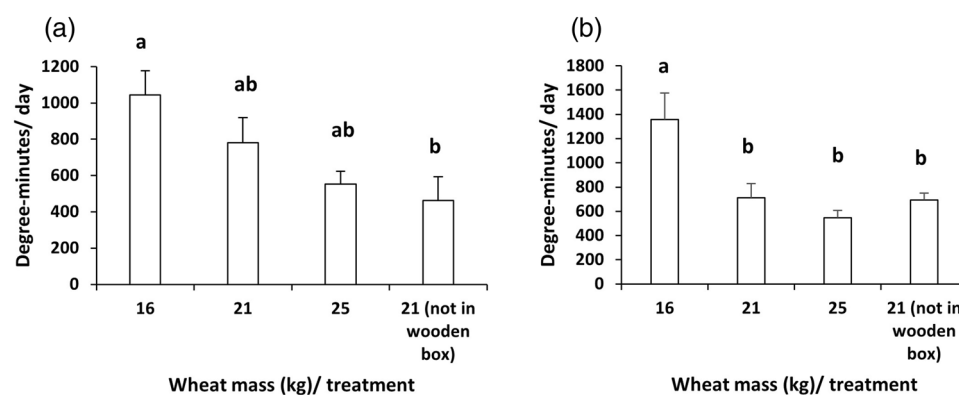 (a)
a
ab
ab
b
Degree-minutes/ day
1200
1000
800
600
400
200
0
16
21
25
21 (not in
wooden
box)
Wheat mass (kg)/ treatment
(b)
a
b
b
b
Degree-minutes/ day
1800
1600
1400
1200
1000
800
600
400
200
0
16
21
25
21 (not in
wooden
box)
Wheat mass (kg)/ treatment